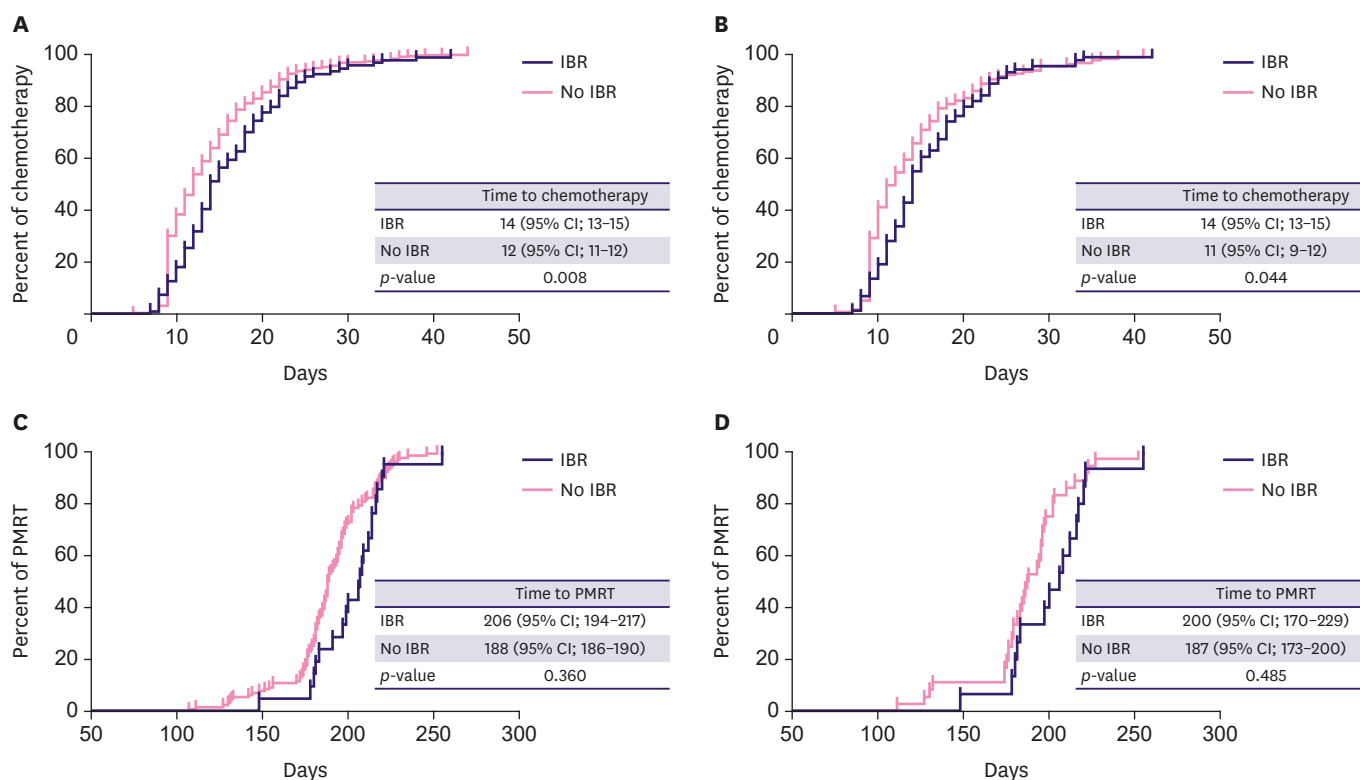 A
Percent of chemotherapy
100
80
60
40
20
0
10
20
30
40
50
Days
IBR
No IBR
Time to chemotherapy
IBR 14 (95% CI; 13–15)
No IBR 12 (95% CI; 11–12)
p-value 0.008
B
Percent of chemotherapy
100
80
60
40
20
0
10
20
30
40
50
Days
IBR
No IBR
Time to chemotherapy
IBR 14 (95% CI; 13–15)
No IBR 11 (95% CI; 9–12)
p-value 0.044
C
Percent of PMRT
100
80
60
40
20
0
50
100
150
200
250
300
Days
IBR
No IBR
Time to PMRT
IBR 206 (95% CI; 194–217)
No IBR 188 (95% CI; 186–190)
p-value 0.360
D
Percent of PMRT
100
80
60
40
20
0
50
100
150
200
250
300
Days
IBR
No IBR
Time to PMRT
IBR 200 (95% CI; 170–229)
No IBR 187 (95% CI; 173–200)
p-value 0.485